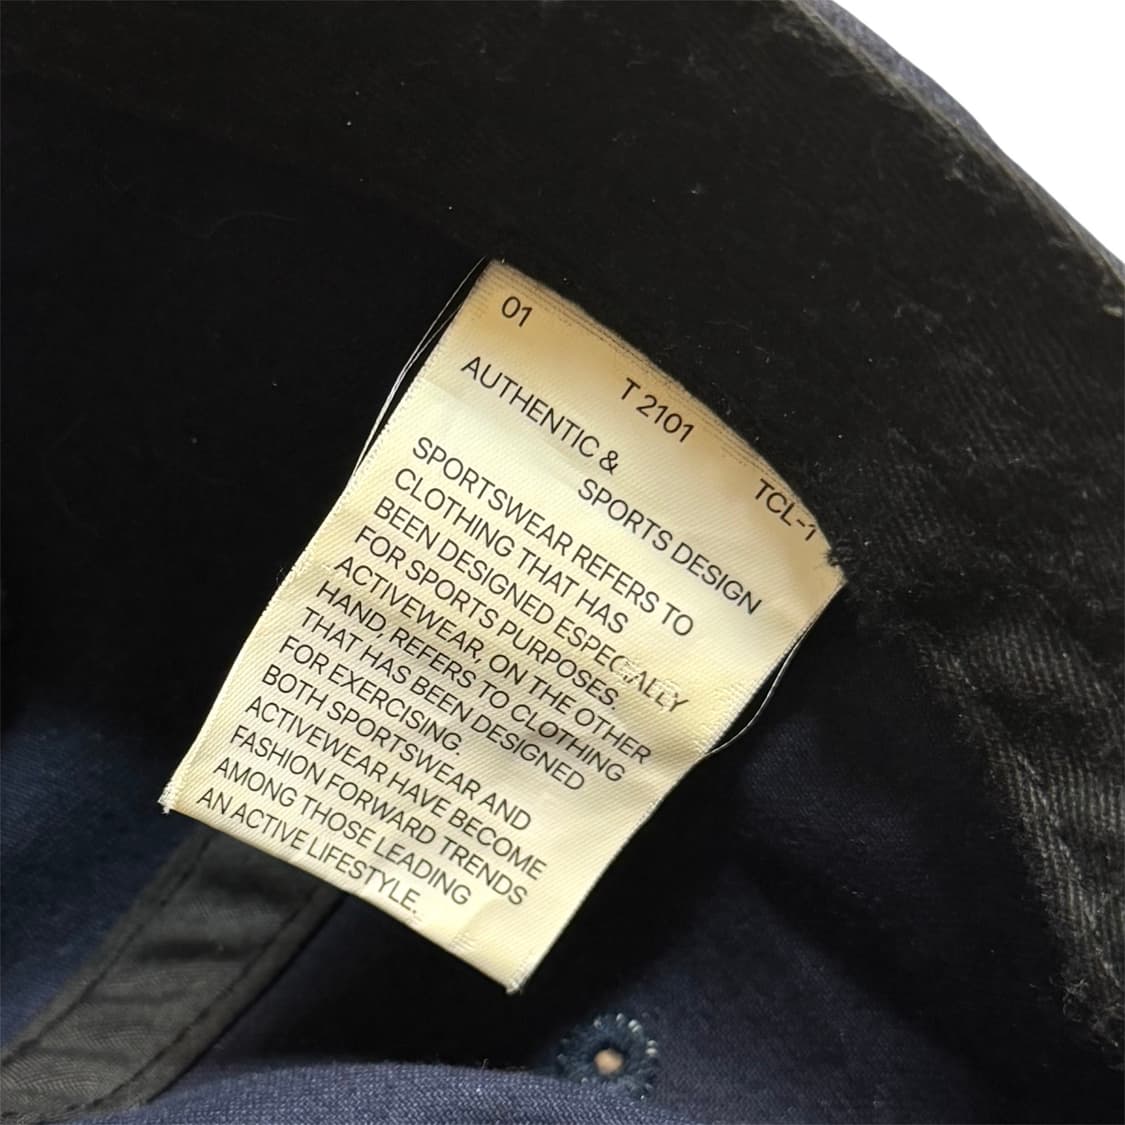 01 T 2101 TCL-1
AUTHENTIC &
SPORTS DESIGN
SPORTSWEAR REFERS TO
CLOTHING THAT HAS
BEEN DESIGNED ESPECIALLY
FOR SPORTS PURPOSES.
ACTIVEWEAR, ON THE OTHER
HAND, REFERS TO CLOTHING
THAT HAS BEEN DESIGNED
FOR EXERCISING.
BOTH SPORTSWEAR AND
ACTIVEWEAR HAVE BECOME
FASHION FORWARD TRENDS
AMONG THOSE LEADING
AN ACTIVE LIFESTYLE.